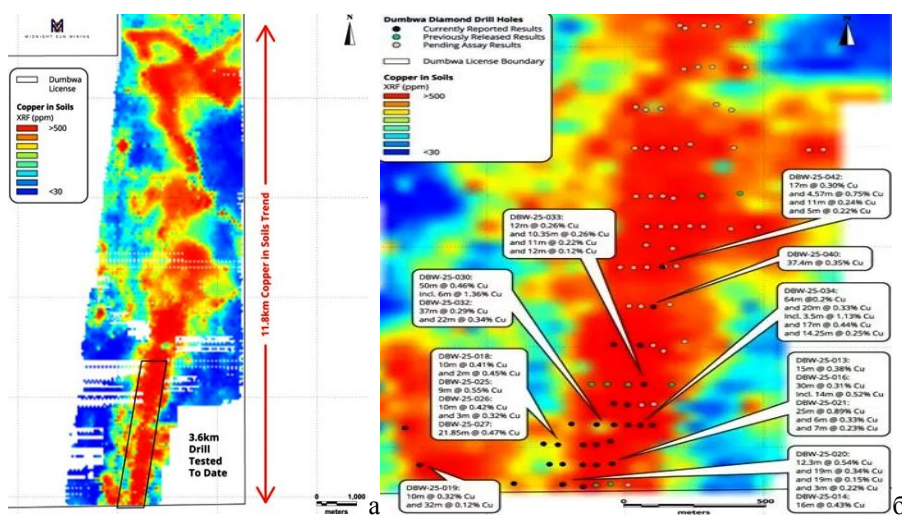 MIDNIGHT SUN MINING
N
Dumbwa
License
Copper in Soils
XRF (ppm)
>500
<30
11.8km Copper in Soils Trend
3.6km
Drill
Tested
To Date
0
1,000
meters
а
Dumbwa Diamond Drill Holes
Currently Reported Results
Previously Released Results
Pending Assay Results
Dumbwa License Boundary
Copper in Soils
XRF (ppm)
>500
<30
N
DBW-25-042:
17m @ 0.30% Cu
and 4.57m @ 0.75% Cu
and 11m @ 0.24% Cu
and 5m @ 0.22% Cu
DBW-25-033:
12m @ 0.26% Cu
and 10.35m @ 0.26% Cu
and 11m @ 0.22% Cu
and 12m @ 0.12% Cu
DBW-25-040:
37.4m @ 0.35% Cu
DBW-25-030:
50m @ 0.46% Cu
Incl. 6m @ 1.36% Cu
DBW-25-032:
37m @ 0.29% Cu
and 22m @ 0.34% Cu
DBW-25-034:
64m @0.2% Cu
and 20m @ 0.33% Cu
Incl. 3.5m @ 1.13% Cu
and 17m @ 0.44% Cu
and 14.25m @ 0.25% Cu
DBW-25-018:
10m @ 0.41% Cu
and 2m @ 0.45% Cu
DBW-25-025:
9m @ 0.55% Cu
DBW-25-026:
10m @ 0.42% Cu
and 3m @ 0.32% Cu
DBW-25-027:
21.85m @ 0.47% Cu
DBW-25-013:
15m @ 0.38% Cu
DBW-25-016:
30m @ 0.31% Cu
Incl. 14m @ 0.52% Cu
DBW-25-021:
25m @ 0.89% Cu
and 6m @ 0.33% Cu
and 7m @ 0.23% Cu
DBW-25-020:
12.3m @ 0.54% Cu
and 19m @ 0.34% Cu
and 19m @ 0.15% Cu
and 3m @ 0.22% Cu
DBW-25-014:
16m @ 0.43% Cu
DBW-25-019:
10m @ 0.32% Cu
and 32m @ 0.12% Cu
0
500
meters
б